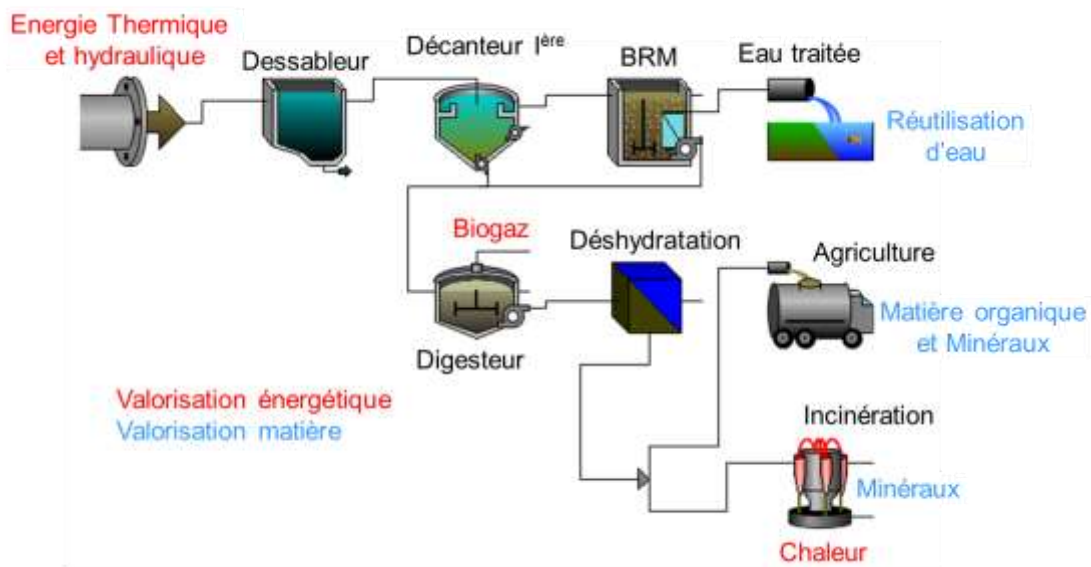 Energie Thermique
et hydraulique
Dessableur
Décanteur Ière
BRM
Eau traitée
Réutilisation
d'eau
Biogaz
Déshydratation
Agriculture
Matière organique
et Minéraux
Digesteur
Valorisation énergétique
Valorisation matière
Incinération
Minéraux
Chaleur